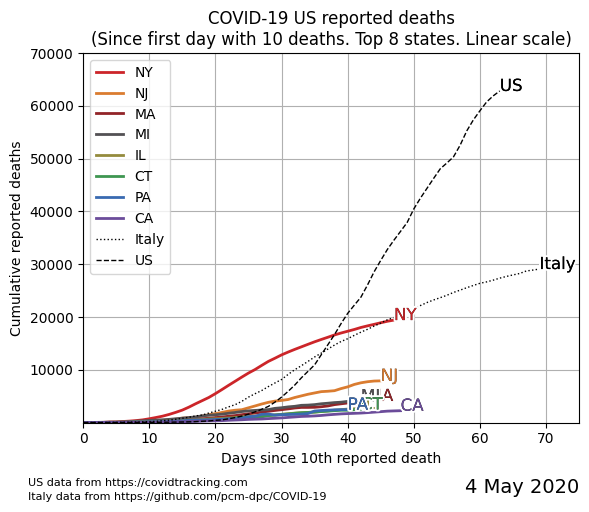 COVID-19 US reported deaths
(Since first day with 10 deaths. Top 8 states. Linear scale)
70000
60000
50000
40000
30000
20000
10000
Cumulative reported deaths
NY
NJ
MA
MI
IL
CT
PA
CA
Italy
US
US
Italy
NY
NJ
PA
CA
0
10
20
30
40
50
60
70
Days since 10th reported death
US data from https://covidtracking.com
Italy data from https://github.com/pcm-dpc/COVID-19
4 May 2020